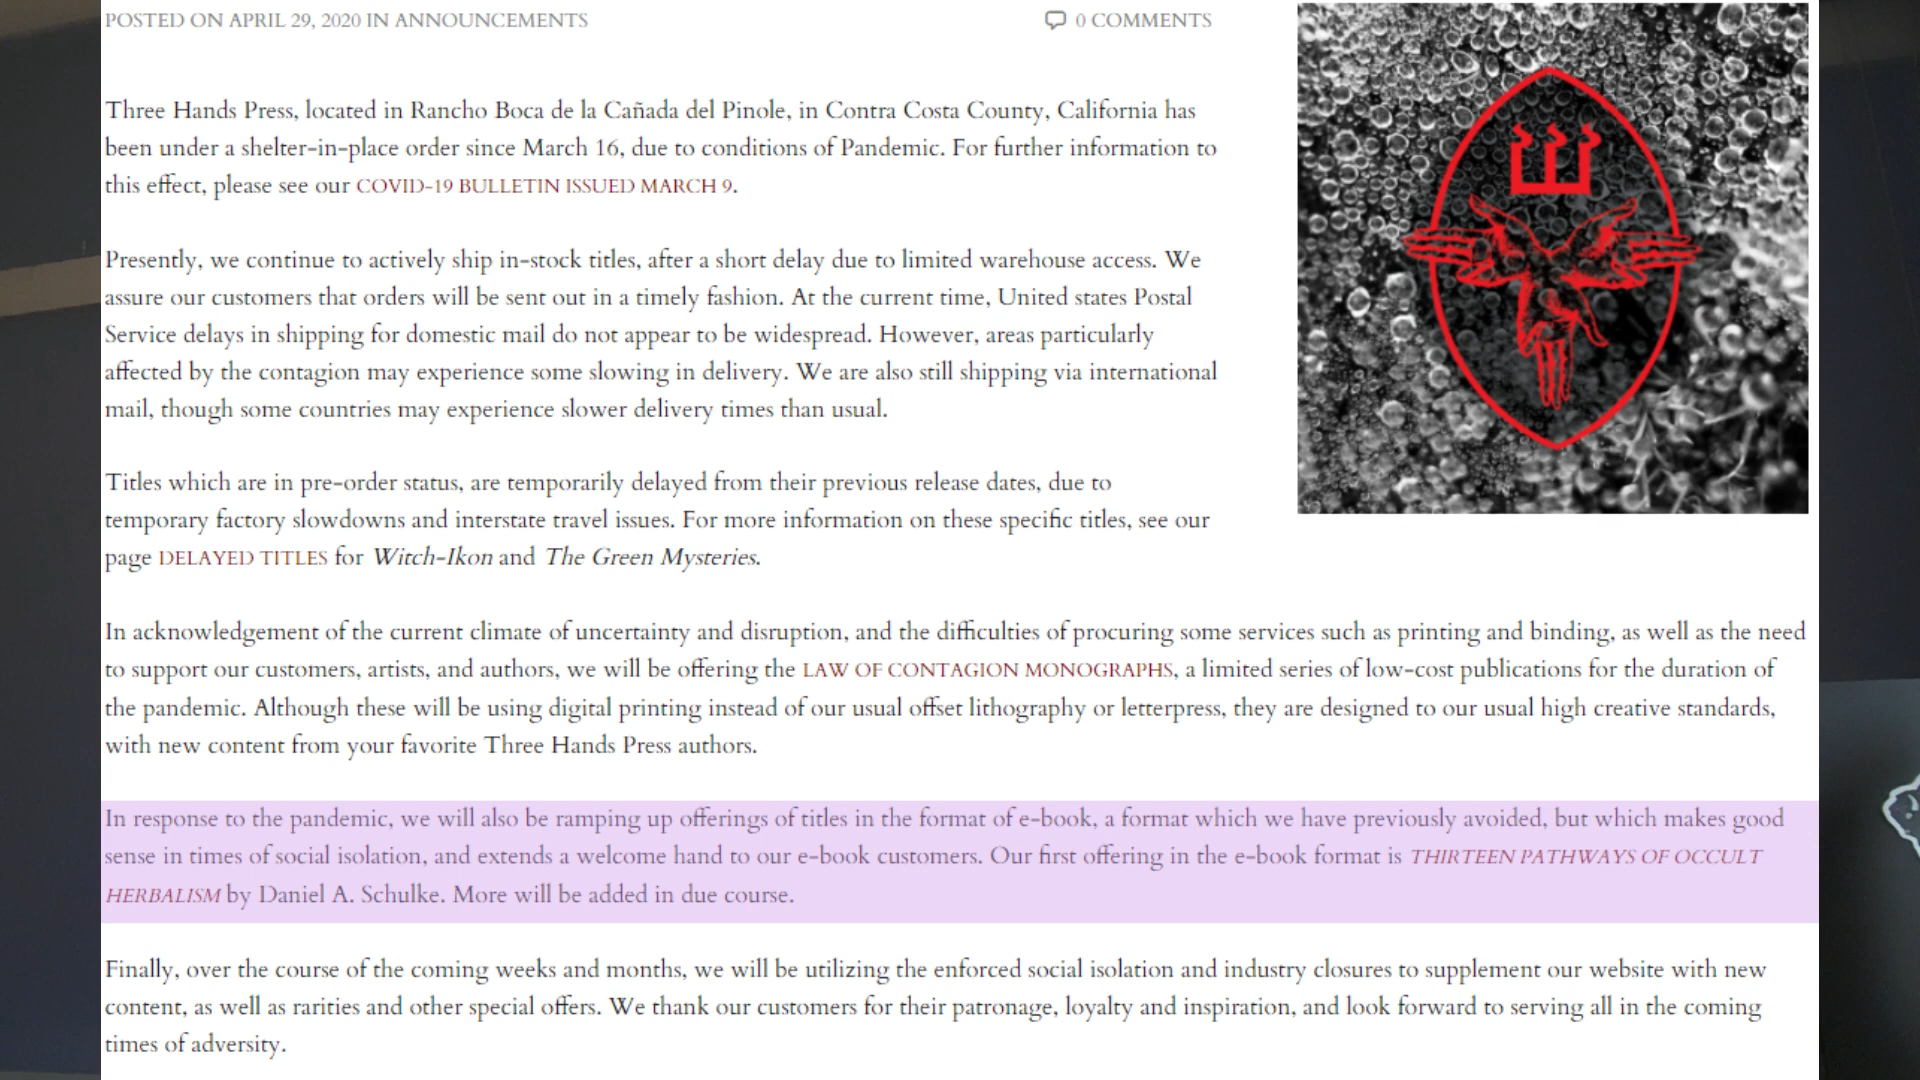 POSTED ON APRIL 29, 2020 IN ANNOUNCEMENTS
0 COMMENTS
Three Hands Press, located in Rancho Boca de la Cañada del Pinole, in Contra Costa County, California has
been under a shelter-in-place order since March 16, due to conditions of Pandemic. For further information to
this effect, please see our COVID-19 BULLETIN ISSUED MARCH 9.
Presently, we continue to actively ship in-stock titles, after a short delay due to limited warehouse access. We
assure our customers that orders will be sent out in a timely fashion. At the current time, United states Postal
Service delays in shipping for domestic mail do not appear to be widespread. However, areas particularly
affected by the contagion may experience some slowing in delivery. We are also still shipping via international
mail, though some countries may experience slower delivery times than usual.
Titles which are in pre-order status, are temporarily delayed from their previous release dates, due to
temporary factory slowdowns and interstate travel issues. For more information on these specific titles, see our
page DELAYED TITLES for Witch-Ikon and The Green Mysteries.
In acknowledgement of the current climate of uncertainty and disruption, and the difficulties of procuring some services such as printing and binding, as well as the need
to support our customers, artists, and authors, we will be offering the LAW OF CONTAGION MONOGRAPHS, a limited series of low-cost publications for the duration of
the pandemic. Although these will be using digital printing instead of our usual offset lithography or letterpress, they are designed to our usual high creative standards,
with new content from your favorite Three Hands Press authors.
In response to the pandemic, we will also be ramping up offerings of titles in the format of e-book, a format which we have previously avoided, but which makes good
sense in times of social isolation, and extends a welcome hand to our e-book customers. Our first offering in the e-book format is THIRTEEN PATHWAYS OF OCCULT
HERBALISM by Daniel A. Schulke. More will be added in due course.
Finally, over the course of the coming weeks and months, we will be utilizing the enforced social isolation and industry closures to supplement our website with new
content, as well as rarities and other special offers. We thank our customers for their patronage, loyalty and inspiration, and look forward to serving all in the coming
times of adversity.